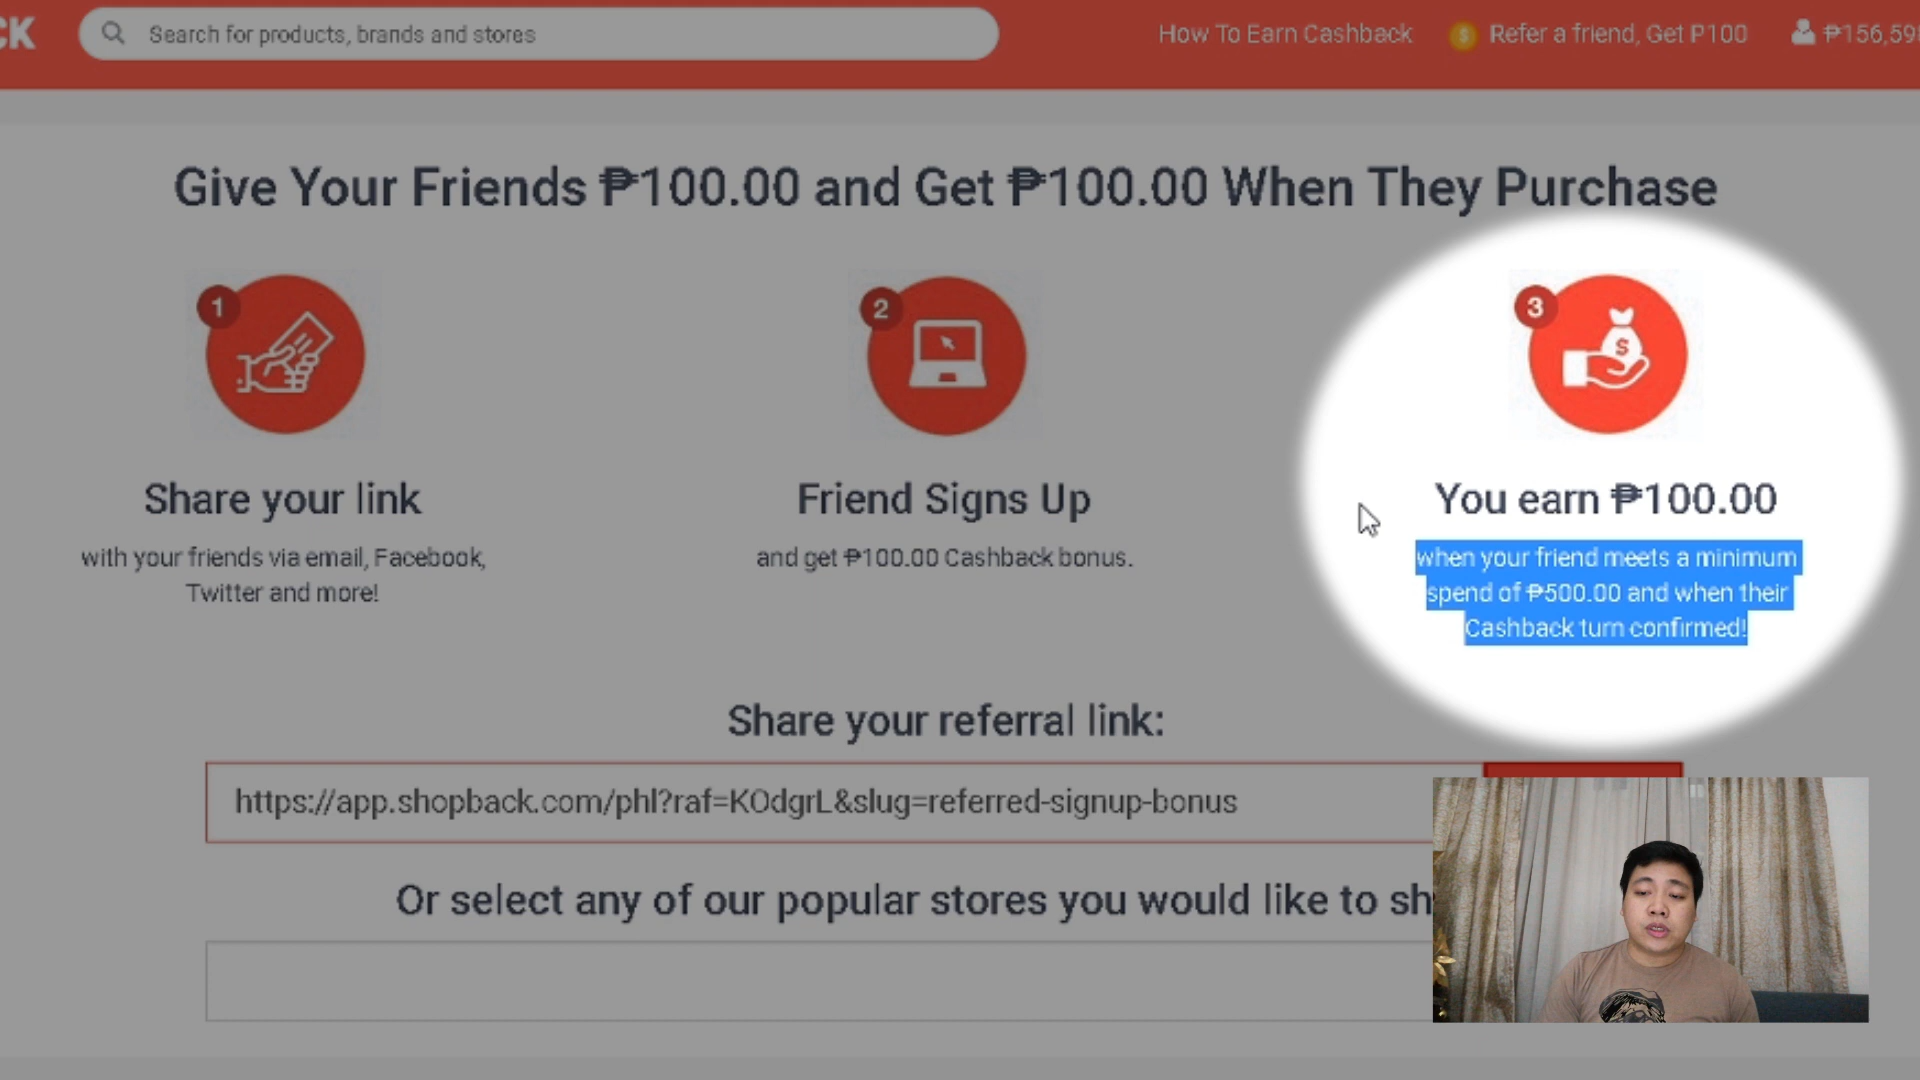 CK
Search for products, brands and stores
How To Earn Cashback
Refer a friend, Get P100
₱156,59
Give Your Friends ₱100.00 and Get ₱100.00 When They Purchase
1
2
3
Share your link
with your friends via email, Facebook,
Twitter and more!
Friend Signs Up
and get ₱100.00 Cashback bonus.
You earn ₱100.00
when your friend meets a minimum
spend of ₱500.00 and when their
Cashback turn confirmed!
Share your referral link:
https://app.shopback.com/phl?raf=KOdgrL&slug=referred-signup-bonus
Or select any of our popular stores you would like to sh